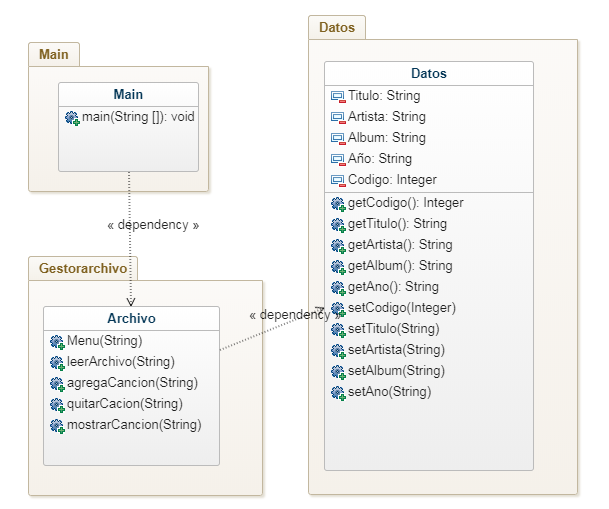 Main
Main
main(String []): void
« dependency »
Gestorarchivo
Archivo
Menu(String)
leerArchivo(String)
agregaCancion(String)
quitarCacion(String)
mostrarCancion(String)
« dependency »
Datos
Datos
Titulo: String
Artista: String
Album: String
Año: String
Codigo: Integer
getCodigo(): Integer
getTitulo(): String
getArtista(): String
getAlbum(): String
getAno(): String
setCodigo(Integer)
setTitulo(String)
setArtista(String)
setAlbum(String)
setAno(String)